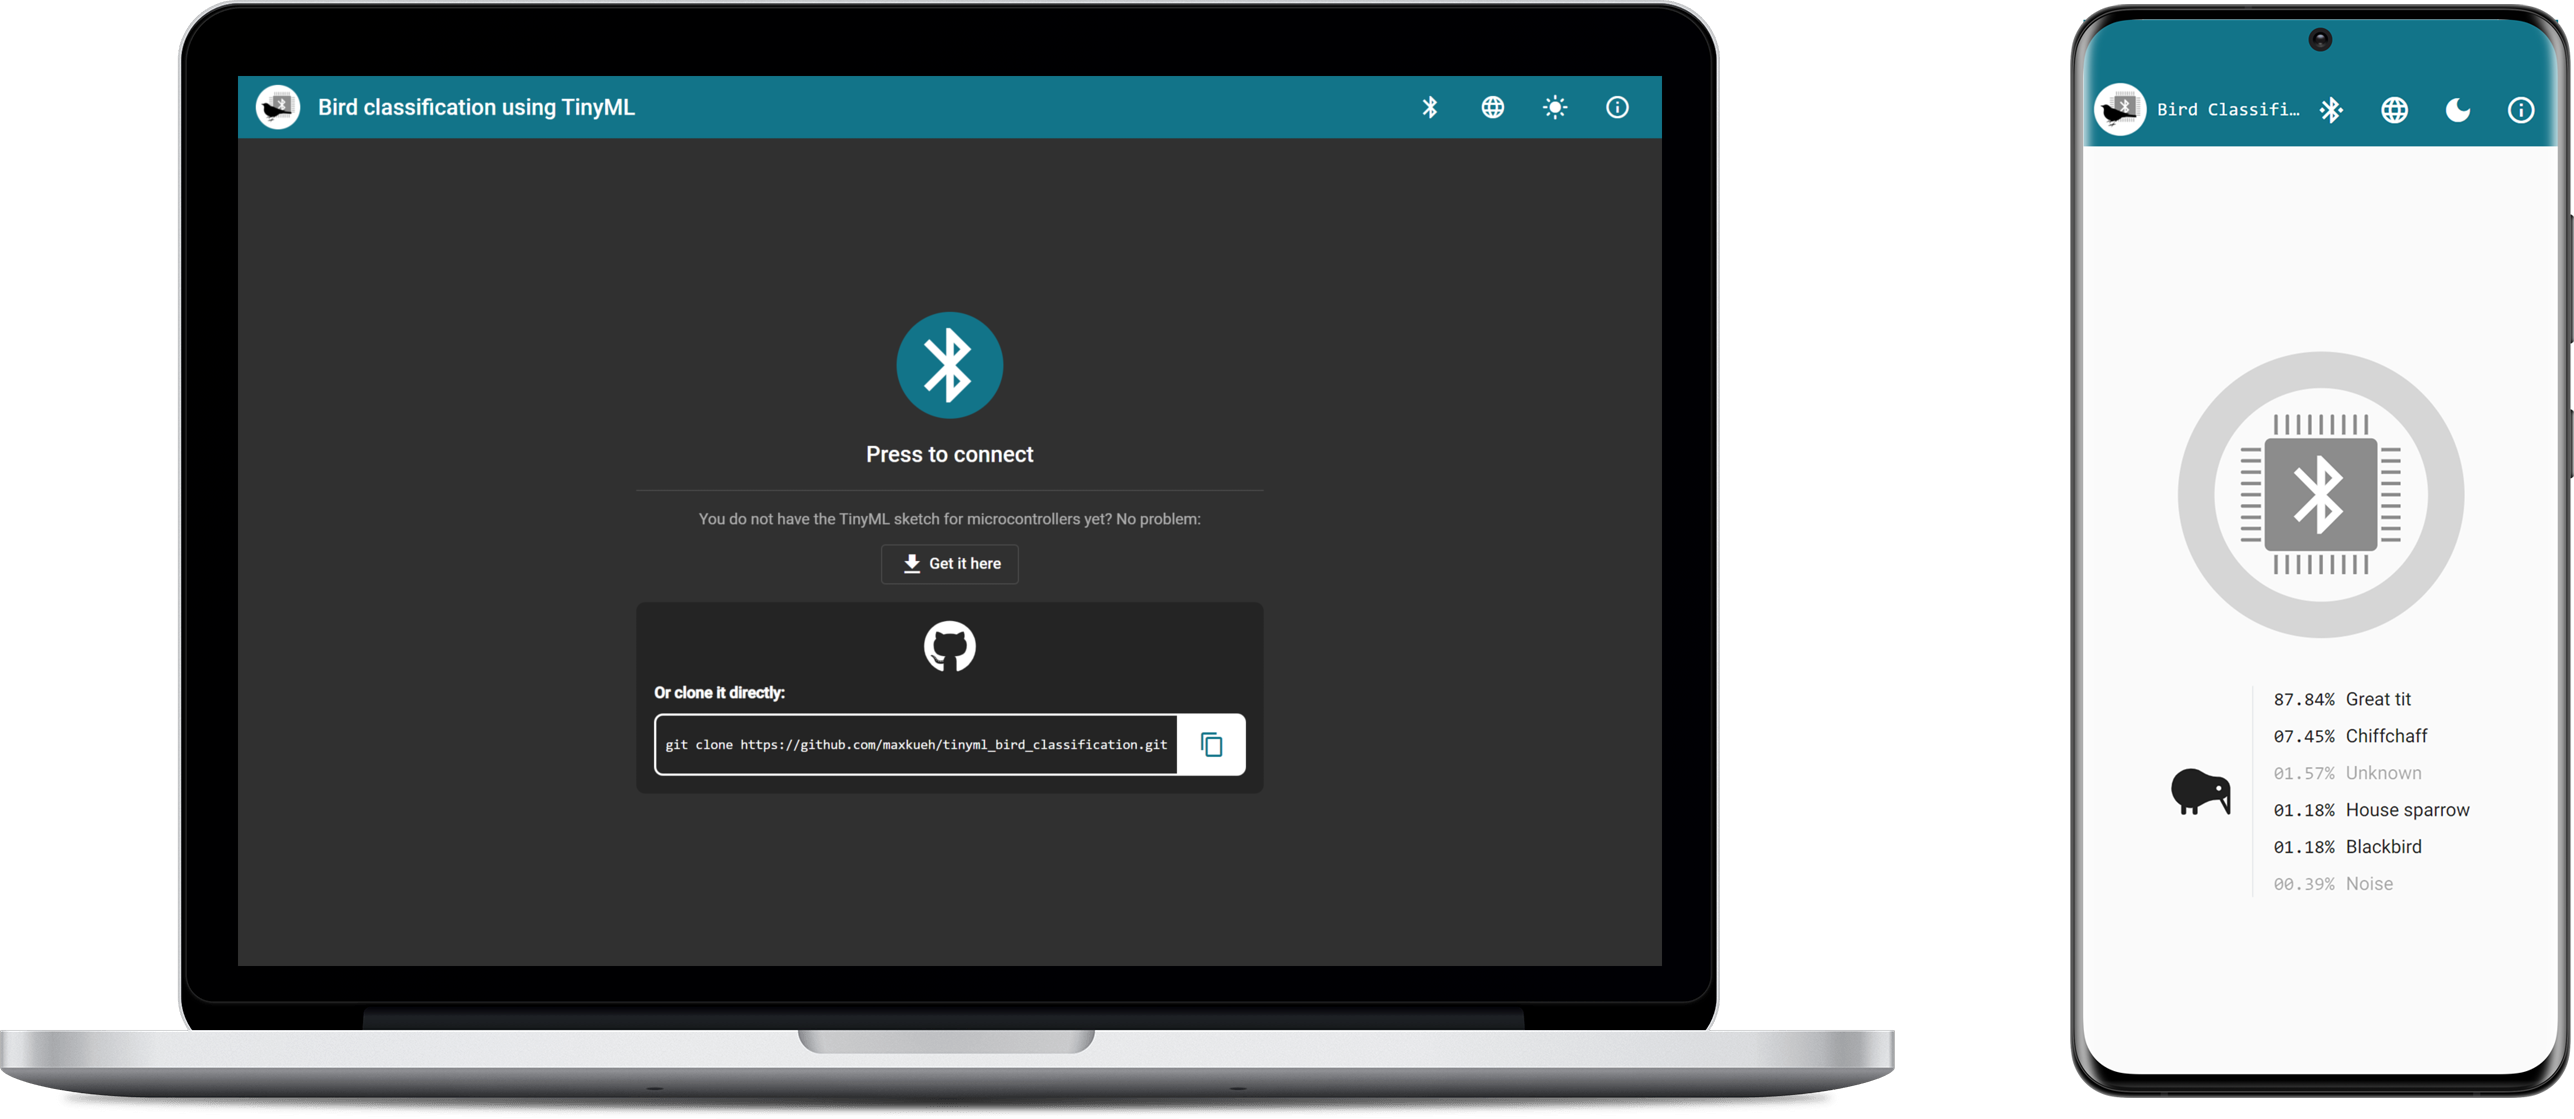 Bird classification using TinyML
Press to connect
You do not have the TinyML sketch for microcontrollers yet? No problem:
Get it here
Or clone it directly:
git clone https://github.com/maxkueh/tinyml_bird_classification.git
Bird Classifi...
87.84% Great tit
07.45% Chiffchaff
01.57% Unknown
01.18% House sparrow
01.18% Blackbird
00.39% Noise